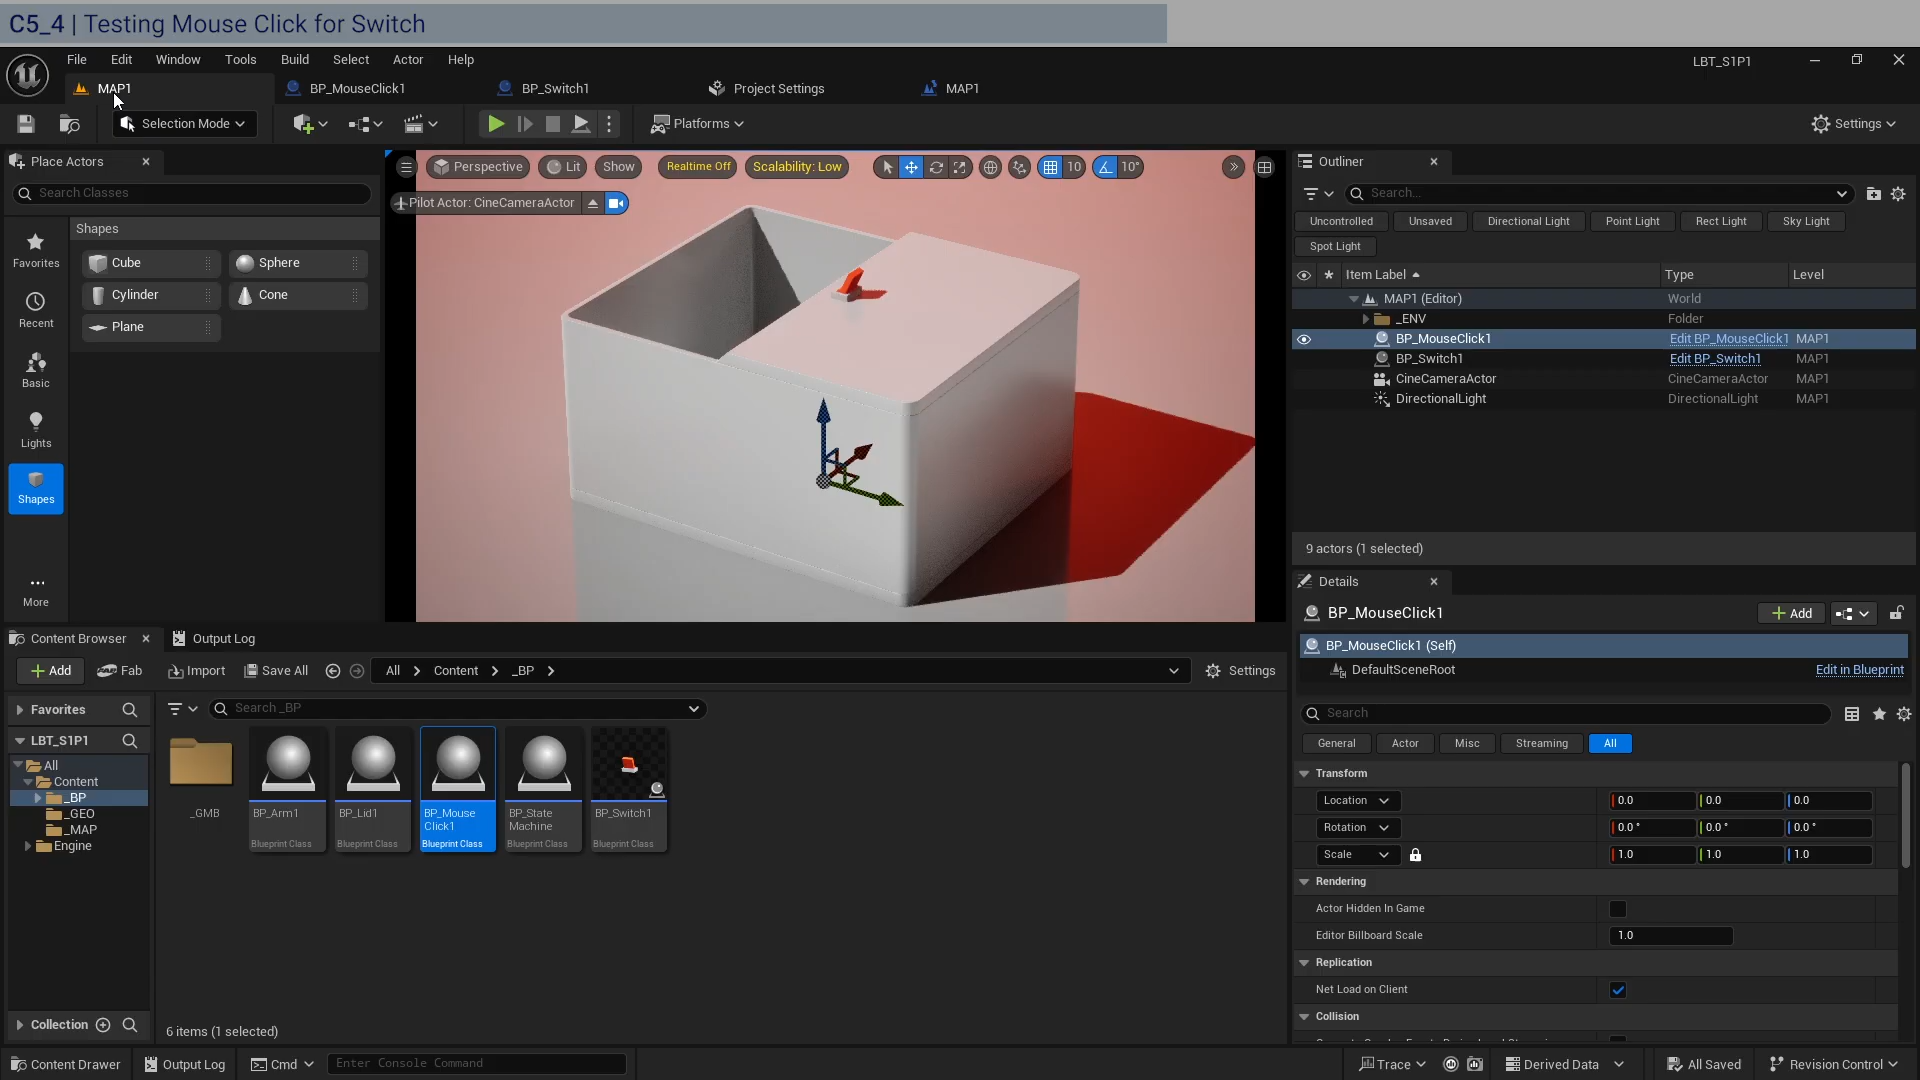 C5_4 | Testing Mouse Click for Switch
File Edit Window Tools Build Select Actor Help
LBT_S1P1
MAP1 BP_MouseClick1 BP_Switch1 Project Settings MAP1
Selection Mode Platforms Settings
Place Actors
Search Classes
Shapes
Cube Sphere
Cylinder Cone
Plane
Favorites
Recent
Basic
Lights
Shapes
More
Perspective Lit Show Realtime Off Scalability: Low 10 10°
Pilot Actor: CineCameraActor
Outliner
Search...
Uncontrolled Unsaved Directional Light Point Light Rect Light Sky Light
Spot Light
Item Label Type Level
MAP1 (Editor) World
_ENV Folder
BP_MouseClick1 Edit BP_MouseClick1 MAP1
BP_Switch1 Edit BP_Switch1 MAP1
CineCameraActor CineCameraActor MAP1
DirectionalLight DirectionalLight MAP1
9 actors (1 selected)
Details
BP_MouseClick1 Add
BP_MouseClick1 (Self)
DefaultSceneRoot Edit in Blueprint
Search
General Actor Misc Streaming All
Transform
Location 0.0 0.0 0.0
Rotation 0.0° 0.0° 0.0°
Scale 1.0 1.0 1.0
Rendering
Actor Hidden In Game
Editor Billboard Scale 1.0
Replication
Net Load on Client
Collision
Content Browser Output Log
Add Fab Import Save All All Content _BP Settings
Favorites
LBT_S1P1
All
Content
_BP
_GEO
_MAP
Engine
Collection
Search _BP
_GMB
BP_Arm1
Blueprint Class
BP_Lid1
Blueprint Class
BP_Mouse
Click1
Blueprint Class
BP_State
Machine
Blueprint Class
BP_Switch1
Blueprint Class
6 items (1 selected)
Content Drawer Output Log Cmd Enter Console Command Trace Derived Data All Saved Revision Control